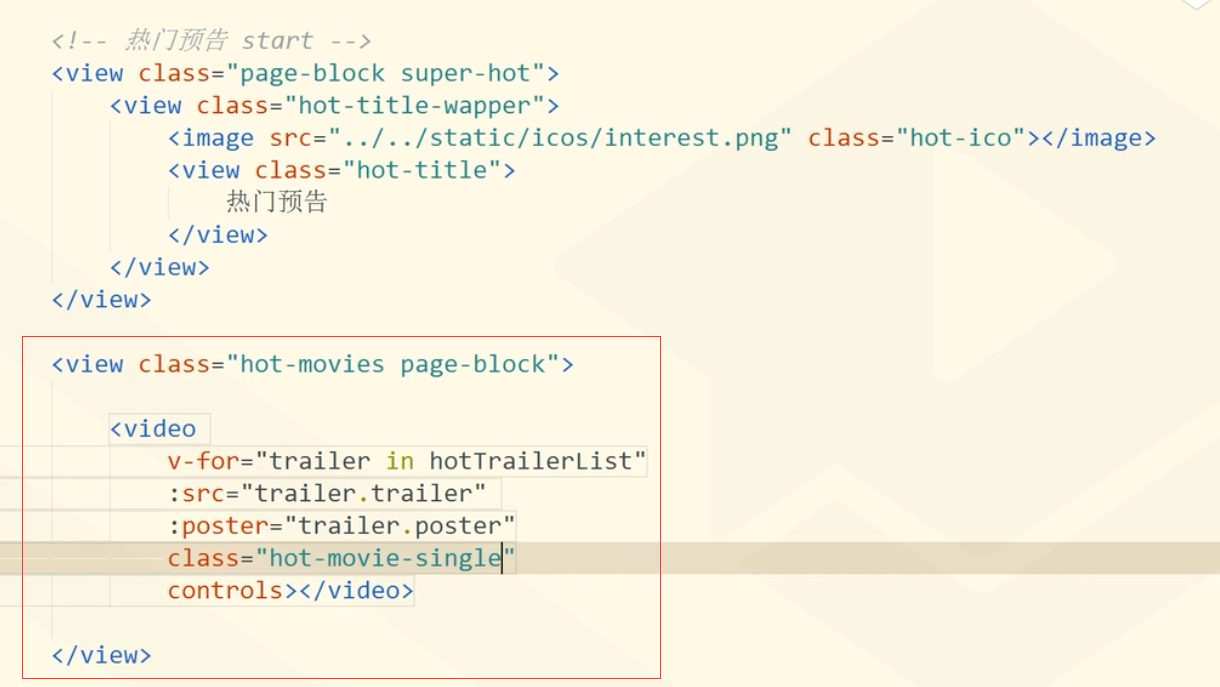 <!-- 热门预告 start -->
<view class="page-block super-hot">
<view class="hot-title-wapper">
<image src="../../static/icos/interest.png" class="hot-ico"></image>
<view class="hot-title">
热门预告
</view>
</view>
</view>
<view class="hot-movies page-block">
<video
v-for="trailer in hotTrailerList"
:src="trailer.trailer"
:poster="trailer.poster"
class="hot-movie-single"
controls></video>
</view>